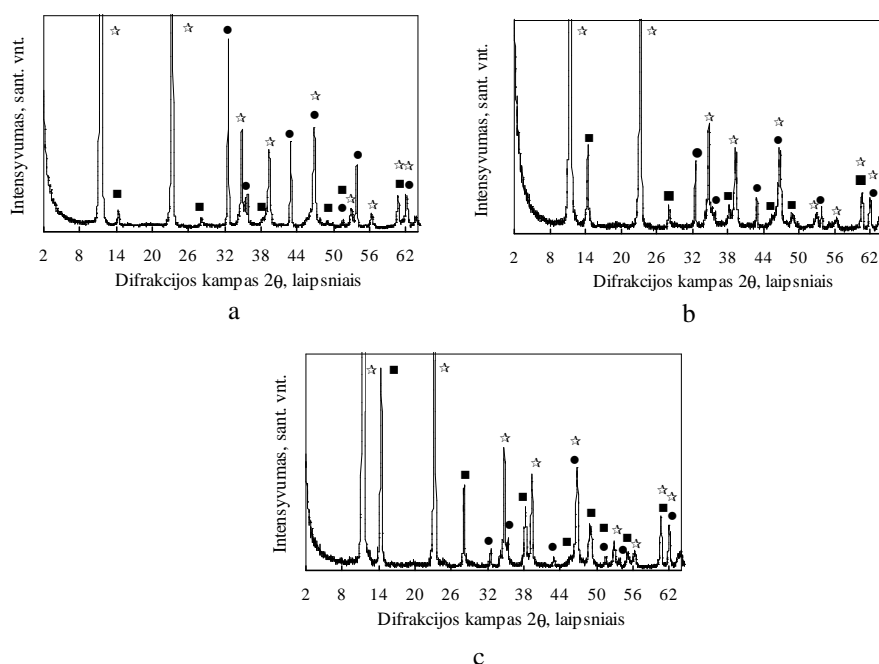 Intensyvumas, sant. vnt.
2 8 14 20 26 32 38 44 50 56 62
Difrakcijos kampas 2θ, laipsniais
a
Intensyvumas, sant. vnt.
2 8 14 20 26 32 38 44 50 56 62
Difrakcijos kampas 2θ, laipsniais
b
Intensyvumas, sant. vnt.
2 8 14 20 26 32 38 44 50 56 62
Difrakcijos kampas 2θ, laipsniais
c